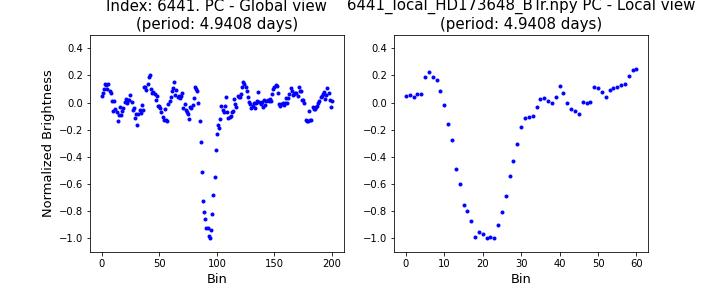 Index: 6441. PC - Global view
(period: 4.9408 days)
6441_local_HD173648_BTr.npy PC - Local view
(period: 4.9408 days)
Normalized Brightness
0.4
0.2
0.0
−0.2
−0.4
−0.6
−0.8
−1.0
0 50 100 150 200
Bin
0.4
0.2
0.0
−0.2
−0.4
−0.6
−0.8
−1.0
0 10 20 30 40 50 60
Bin